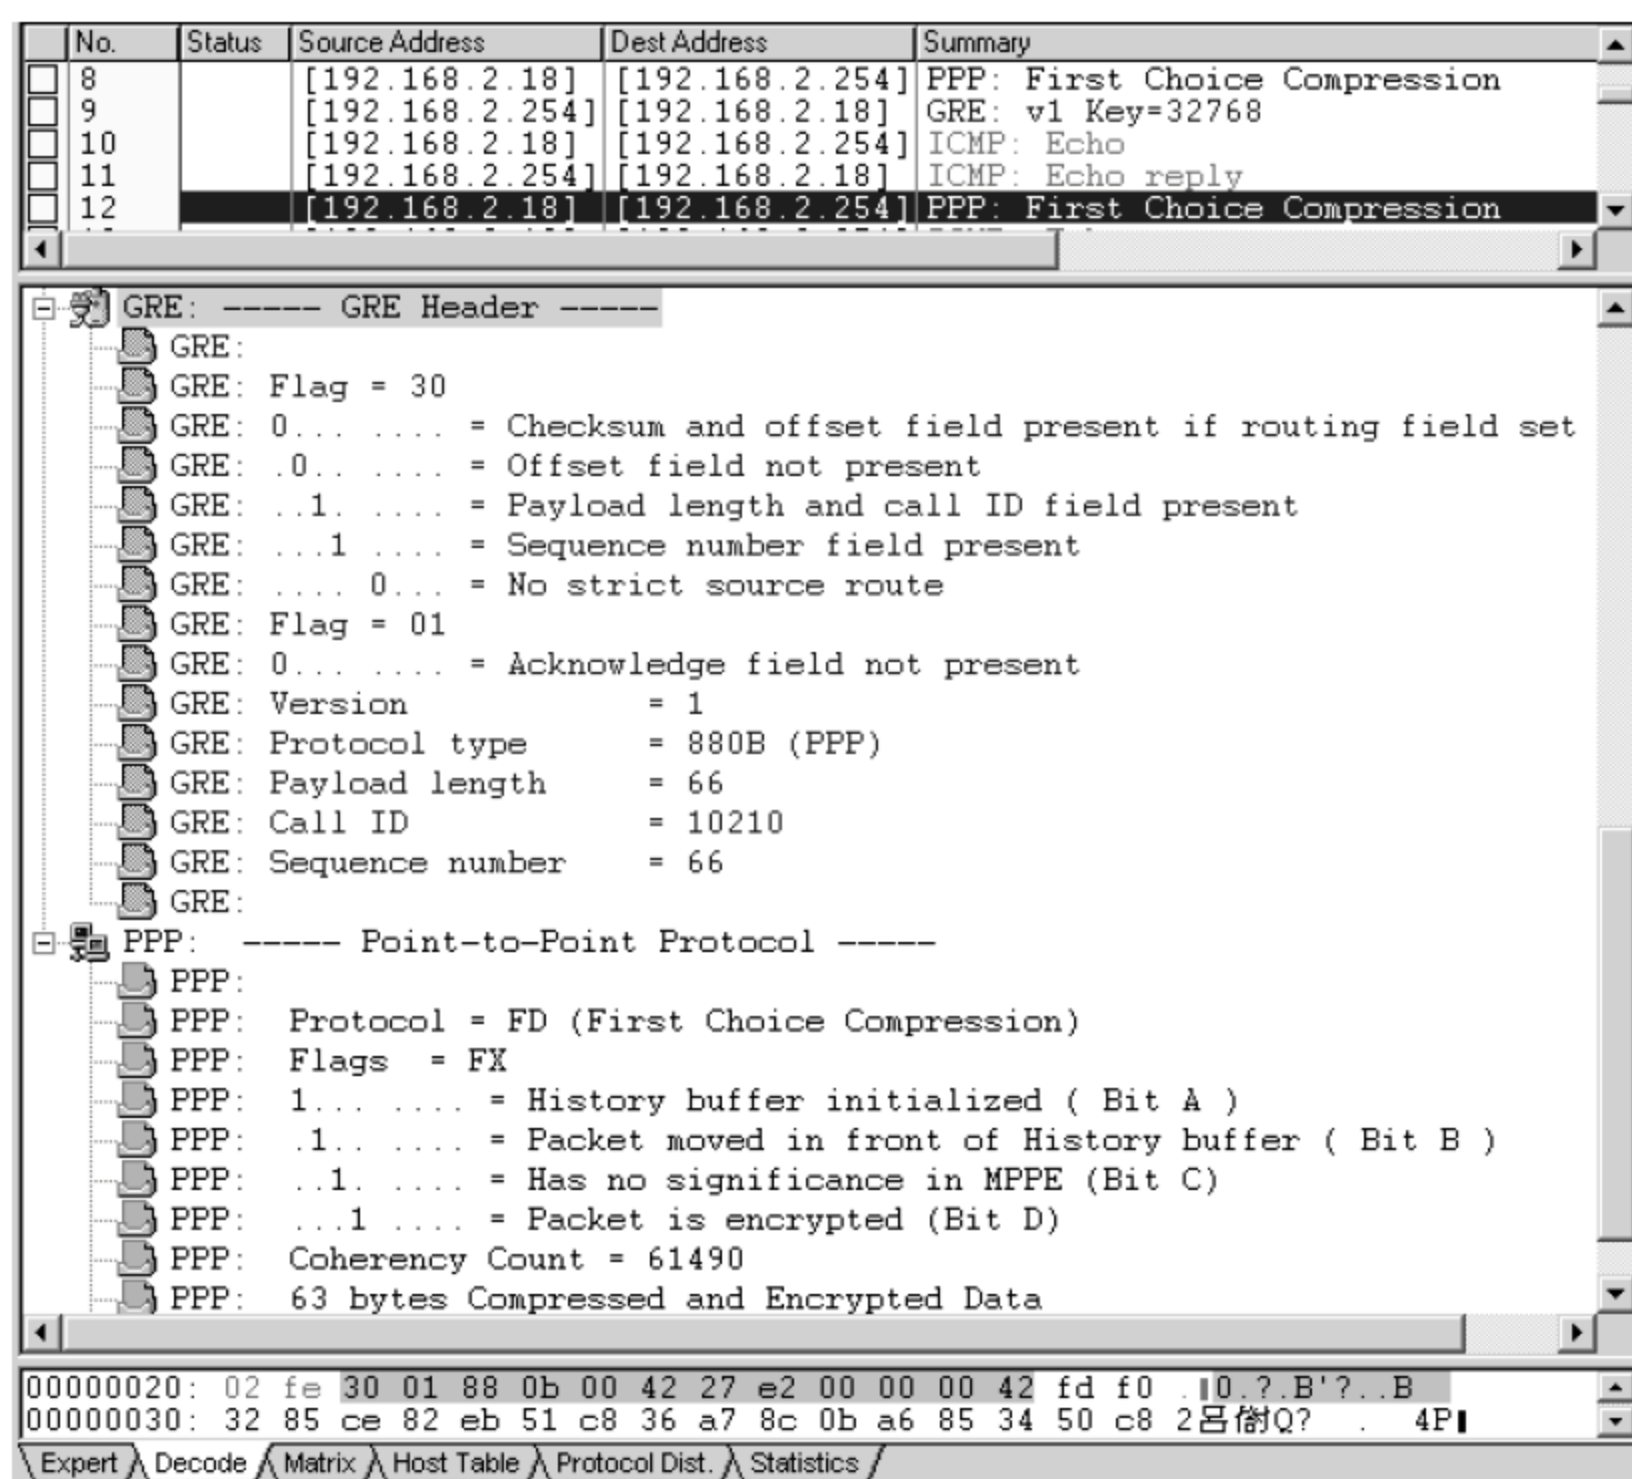 No. Status Source Address Dest Address Summary
8 [192.168.2.18] [192.168.2.254] PPP: First Choice Compression
9 [192.168.2.254] [192.168.2.18] GRE: v1 Key=32768
10 [192.168.2.18] [192.168.2.254] ICMP: Echo
11 [192.168.2.254] [192.168.2.18] ICMP: Echo reply
12 [192.168.2.18] [192.168.2.254] PPP: First Choice Compression
GRE: ----- GRE Header -----
GRE:
GRE: Flag = 30
GRE: 0... .... = Checksum and offset field present if routing field set
GRE: .0.. .... = Offset field not present
GRE: ..1. .... = Payload length and call ID field present
GRE: ...1 .... = Sequence number field present
GRE: .... 0... = No strict source route
GRE: Flag = 01
GRE: 0... .... = Acknowledge field not present
GRE: Version = 1
GRE: Protocol type = 880B (PPP)
GRE: Payload length = 66
GRE: Call ID = 10210
GRE: Sequence number = 66
GRE:
PPP: ----- Point-to-Point Protocol -----
PPP:
PPP: Protocol = FD (First Choice Compression)
PPP: Flags = FX
PPP: 1... .... = History buffer initialized ( Bit A )
PPP: .1.. .... = Packet moved in front of History buffer ( Bit B )
PPP: ..1. .... = Has no significance in MPPE (Bit C)
PPP: ...1 .... = Packet is encrypted (Bit D)
PPP: Coherency Count = 61490
PPP: 63 bytes Compressed and Encrypted Data
00000020: 02 fe 30 01 88 0b 00 42 27 e2 00 00 00 42 fd f0 .0.?.B'?..B
00000030: 32 85 ce 82 eb 51 c8 36 a7 8c 0b a6 85 34 50 c8 2 Q? . 4P
Expert Decode Matrix Host Table Protocol Dist. Statistics